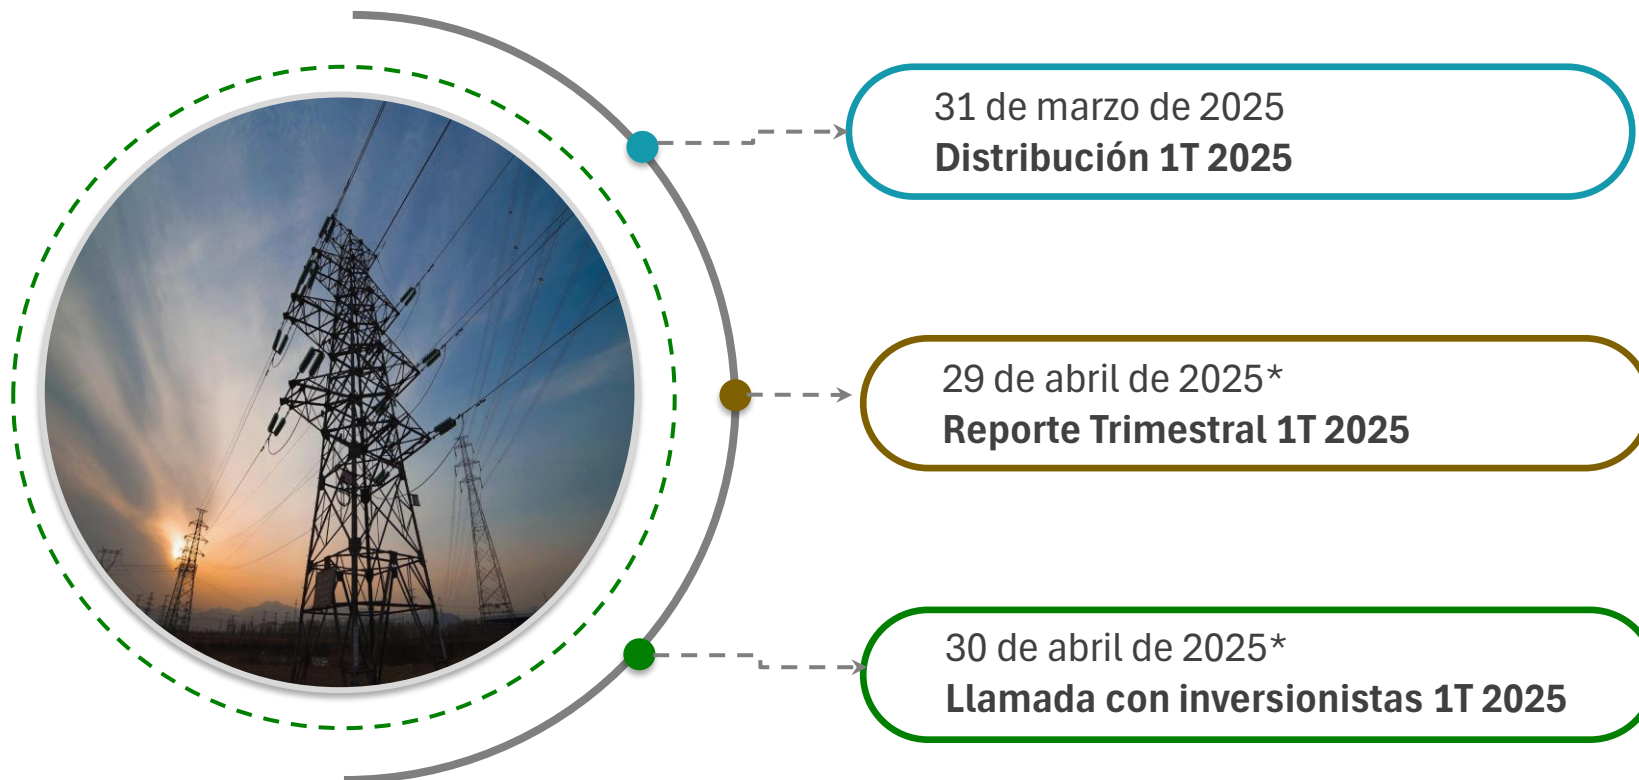 31 de marzo de 2025
Distribución 1T 2025
29 de abril de 2025*
Reporte Trimestral 1T 2025
30 de abril de 2025*
Llamada con inversionistas 1T 2025